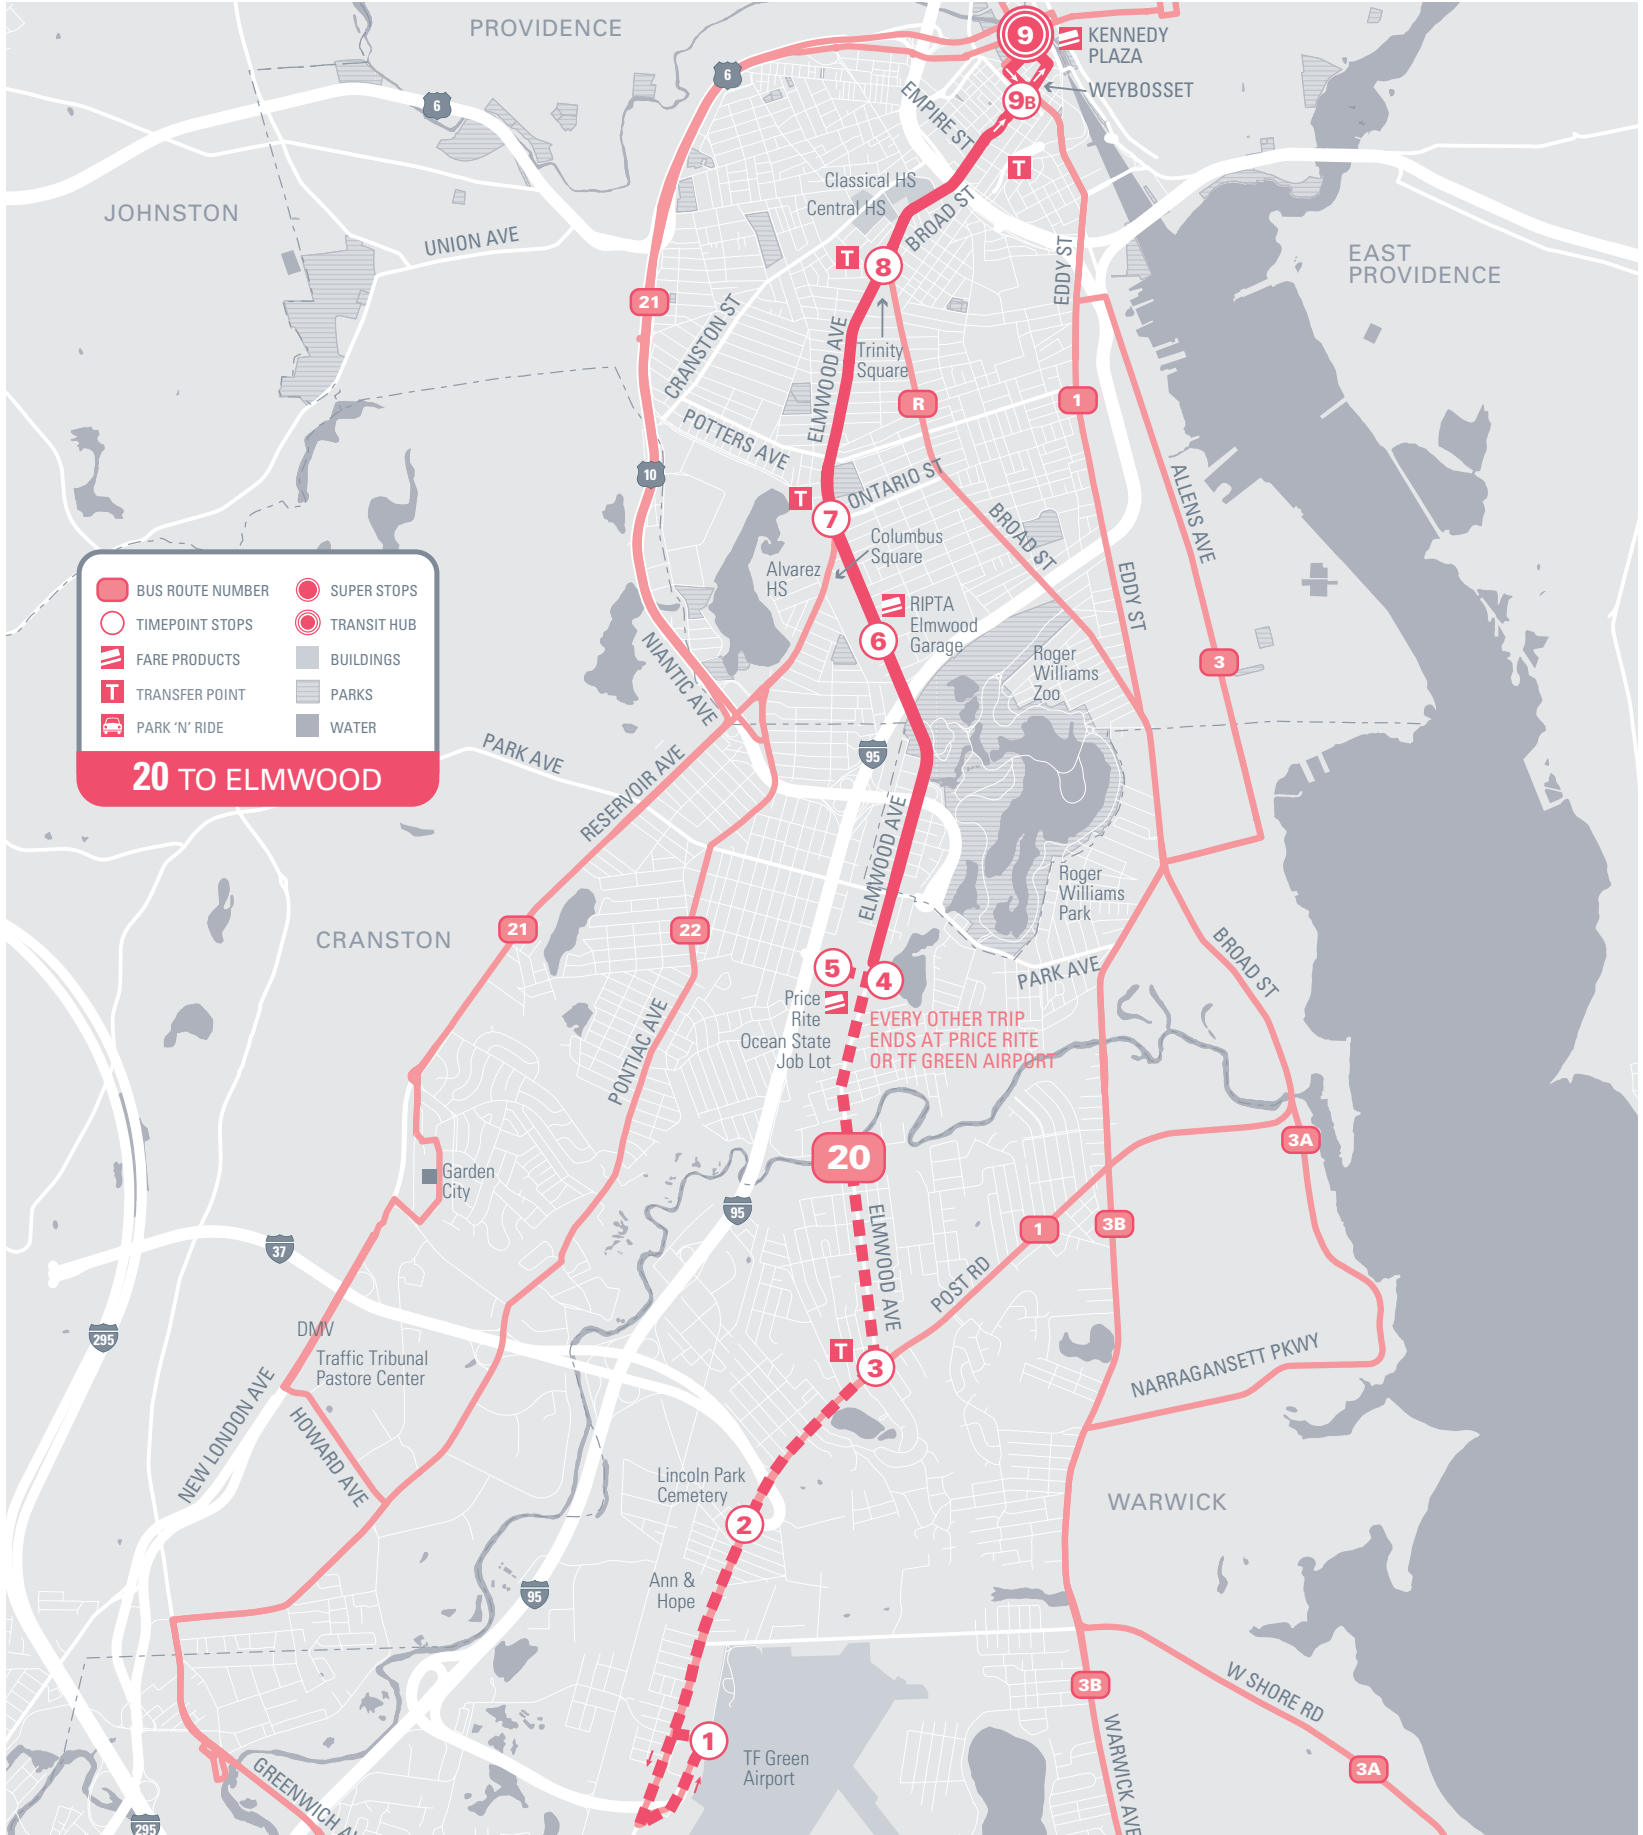 PROVIDENCE
9
KENNEDY
PLAZA
6
6
9B
WEYBOSSET
EMPIRE ST
T
Classical HS
Central HS
JOHNSTON
BROAD ST
UNION AVE
T
8
EDDY ST
EAST
PROVIDENCE
21
CRANSTON ST
ELMWOOD AVE
Trinity
Square
R
1
POTTERS AVE
10
T
ONTARIO ST
ALLENS AVE
7
BROAD ST
Columbus
Square
Alvarez
HS
EDDY ST
BUS ROUTE NUMBER
SUPER STOPS
TIMEPOINT STOPS
TRANSIT HUB
FARE PRODUCTS
BUILDINGS
T
TRANSFER POINT
PARKS
PARK ‘N’ RIDE
WATER
20 TO ELMWOOD
RIPTA
Elmwood
Garage
6
NIANTIC AVE
Roger
Williams
Zoo
3
PARK AVE
95
RESERVOIR AVE
ELMWOOD AVE
Roger
Williams
Park
21
22
CRANSTON
BROAD ST
5
4
PARK AVE
Price
Rite
Ocean State
Job Lot
EVERY OTHER TRIP
ENDS AT PRICE RITE
OR TF GREEN AIRPORT
PONTIAC AVE
20
3A
Garden
City
95
ELMWOOD AVE
1
3B
37
POST RD
295
DMV
Traffic Tribunal
Pastore Center
T
3
NARRAGANSETT PKWY
NEW LONDON AVE
HOWARD AVE
Lincoln Park
Cemetery
WARWICK
2
Ann &
Hope
95
W SHORE RD
3B
1
TF Green
Airport
WARWICK AVE
3A
GREENWICH
295